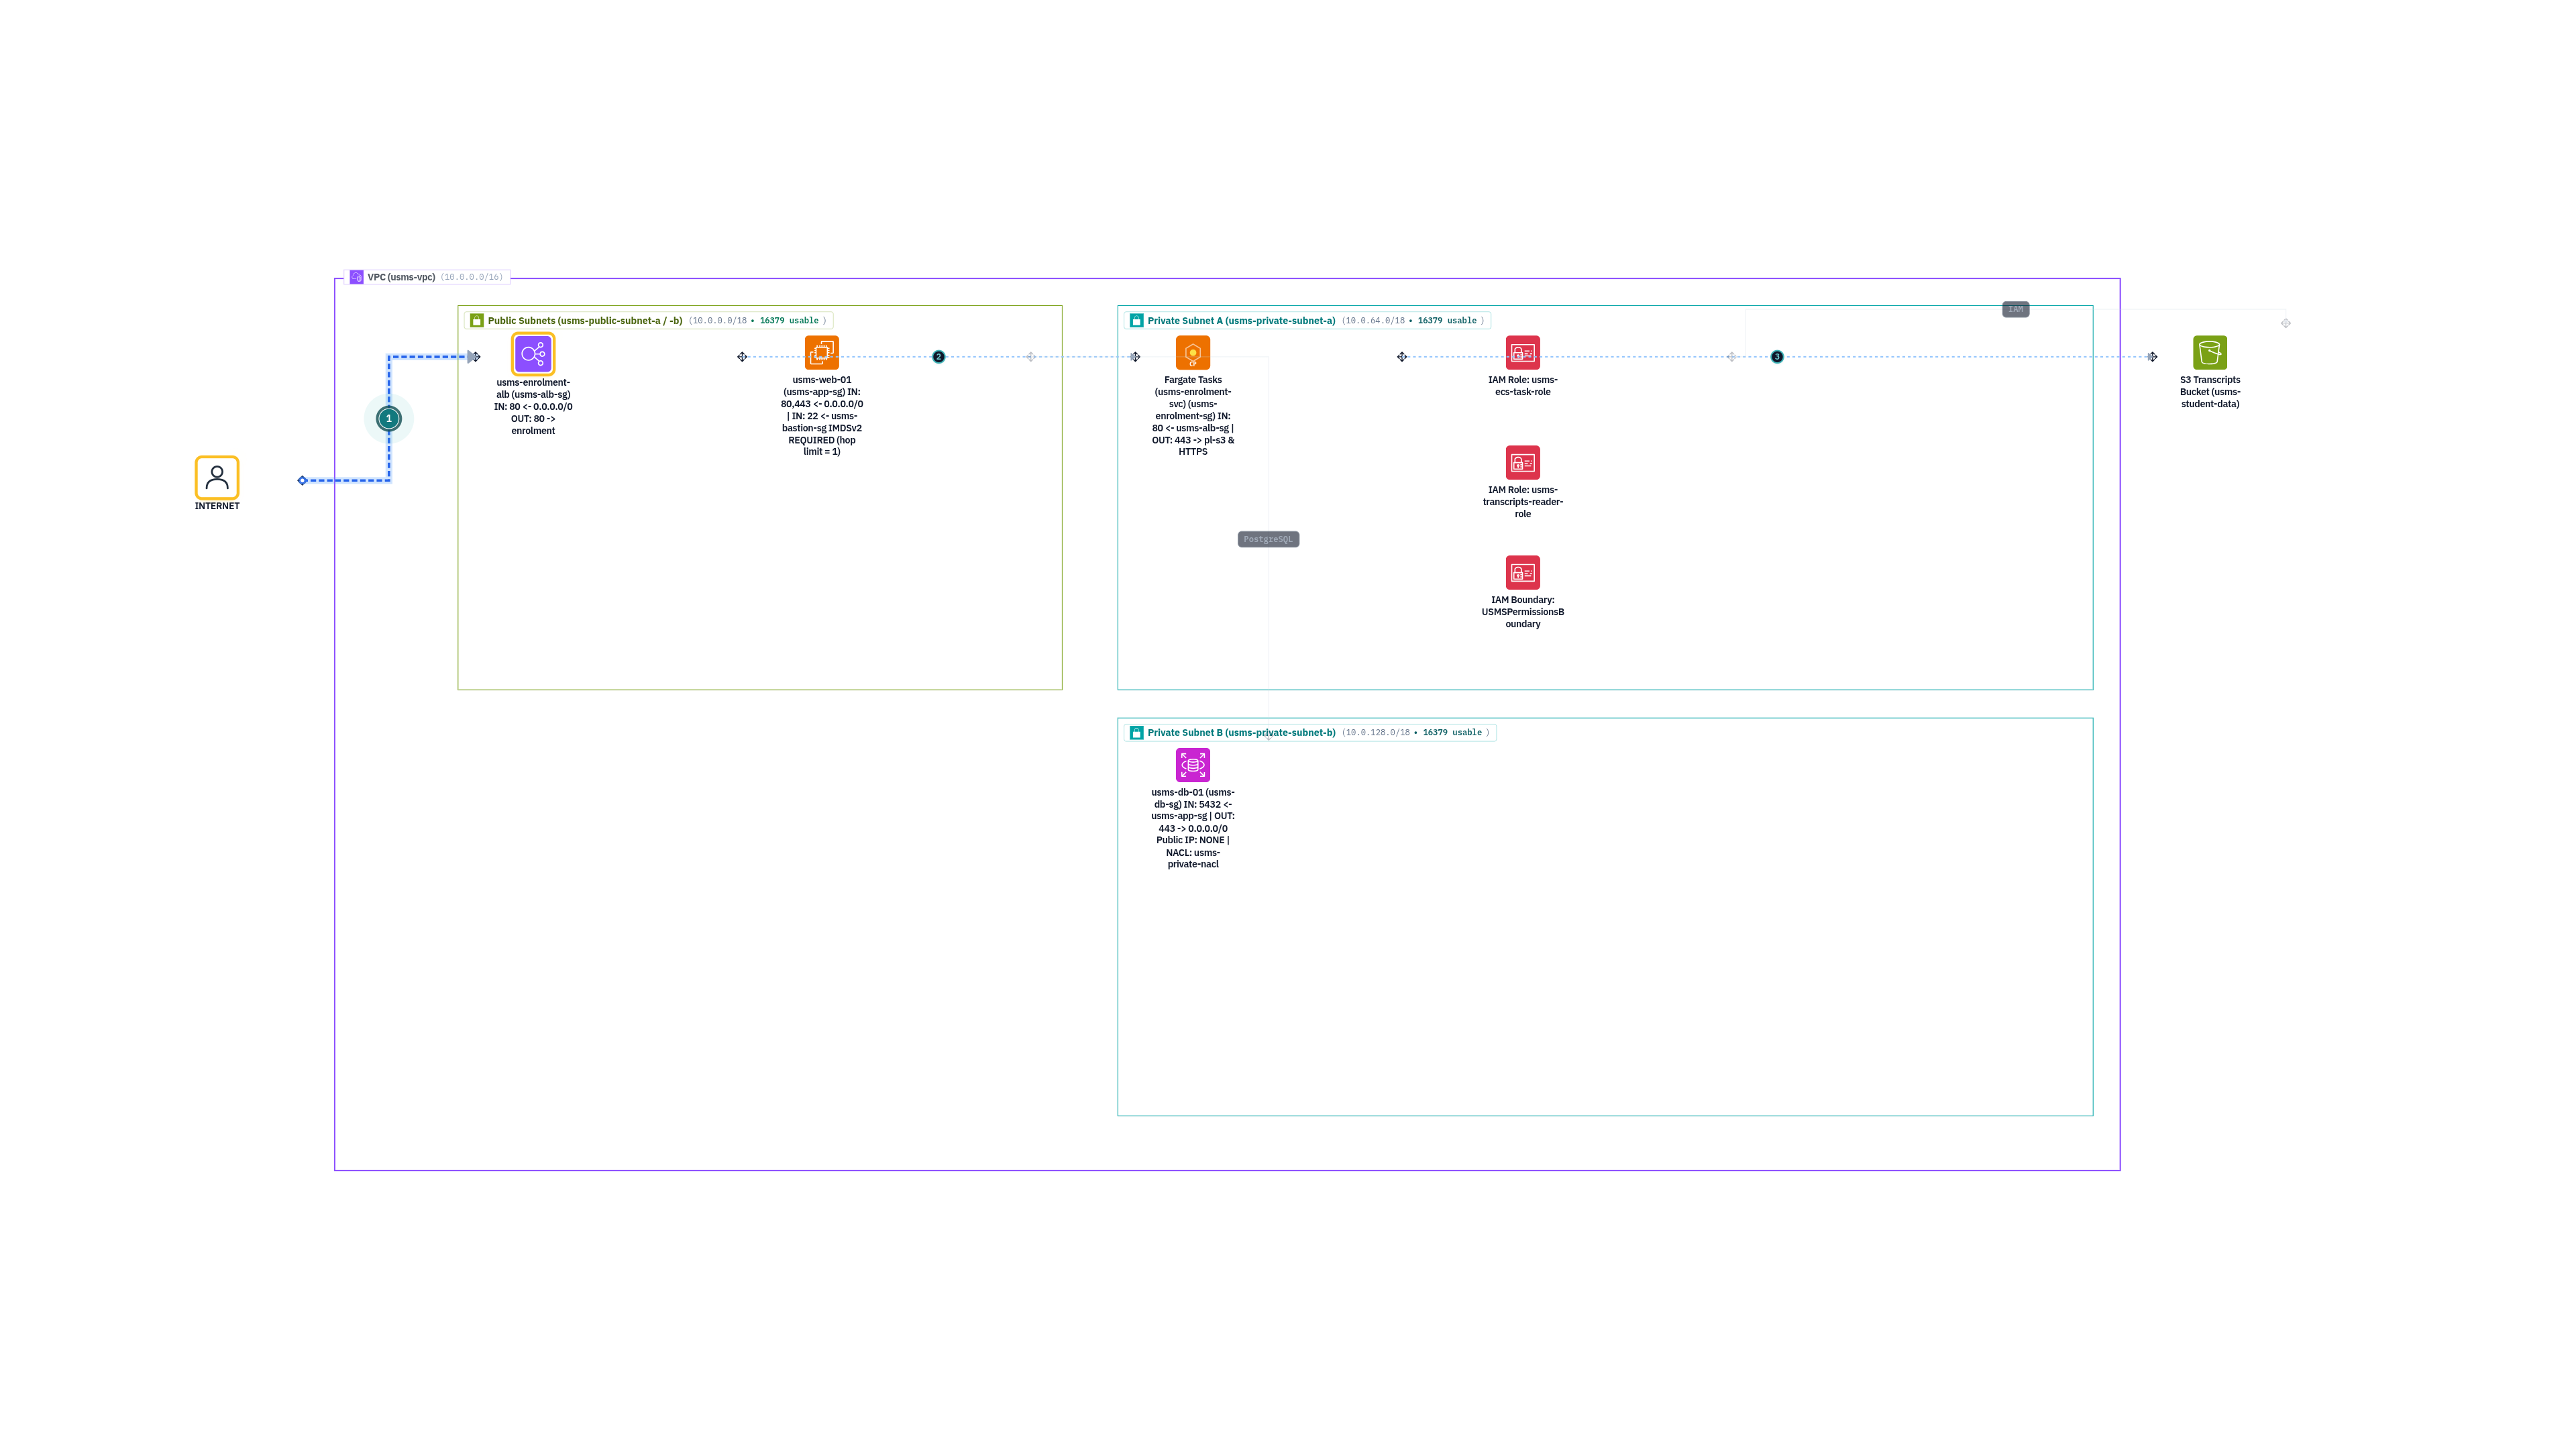 VPC (usms-vpc) (10.0.0.0/16)
Public Subnets (usms-public-subnet-a / -b) (10.0.0.0/18 • 16379 usable )
Private Subnet A (usms-private-subnet-a) (10.0.64.0/18 • 16379 usable )
IAM
usms-enrolment-
alb (usms-alb-sg)
IN: 80 <- 0.0.0.0/0
OUT: 80 ->
enrolment
usms-web-01
(usms-app-sg) IN:
80,443 <- 0.0.0.0/0
| IN: 22 <- usms-
bastion-sg IMDSv2
REQUIRED (hop
limit = 1)
2
Fargate Tasks
(usms-enrolment-
svc) (usms-
enrolment-sg) IN:
80 <- usms-alb-sg |
OUT: 443 -> pl-s3 &
HTTPS
IAM Role: usms-
ecs-task-role
3
S3 Transcripts
Bucket (usms-
student-data)
1
INTERNET
IAM Role: usms-
transcripts-reader-
role
PostgreSQL
IAM Boundary:
USMSPermissionsB
oundary
Private Subnet B (usms-private-subnet-b) (10.0.128.0/18 • 16379 usable )
usms-db-01 (usms-
db-sg) IN: 5432 <-
usms-app-sg | OUT:
443 -> 0.0.0.0/0
Public IP: NONE |
NACL: usms-
private-nacl